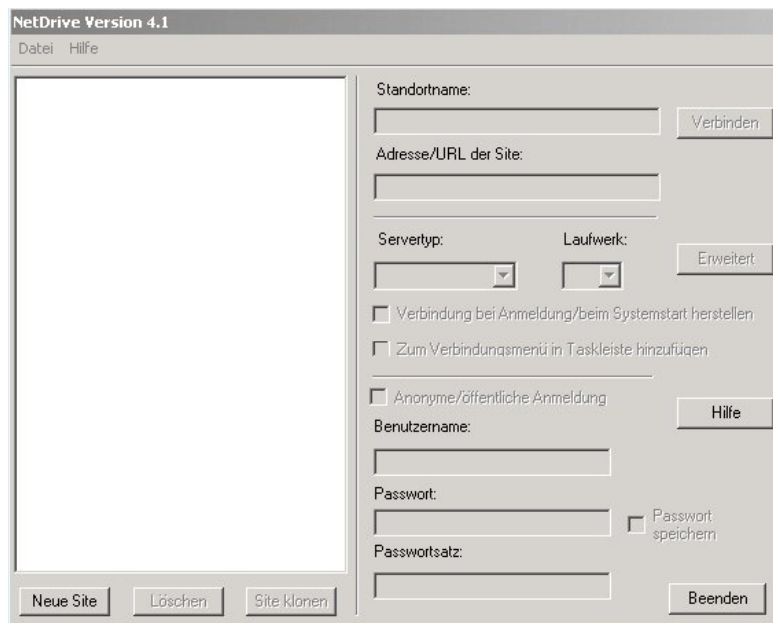 NetDrive Version 4.1
Datei Hilfe
Standortname:
Verbinden
Adresse/URL der Site:
Servertyp:
Laufwerk:
Erweitert
Verbindung bei Anmeldung/beim Systemstart herstellen
Zum Verbindungsmenü in Taskleiste hinzufügen
Anonyme/öffentliche Anmeldung
Hilfe
Benutzername:
Passwort:
Passwort
speichern
Passwortsatz:
Neue Site
Löschen
Site klonen
Beenden